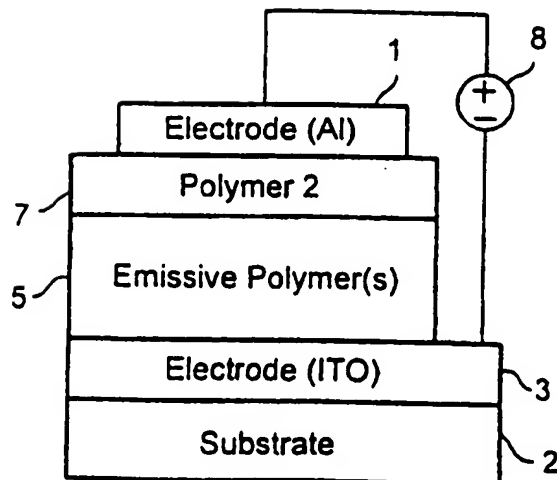 1
8
+
−
Electrode (Al)
Polymer 2
7
Emissive Polymer(s)
5
Electrode (ITO)
3
Substrate
2